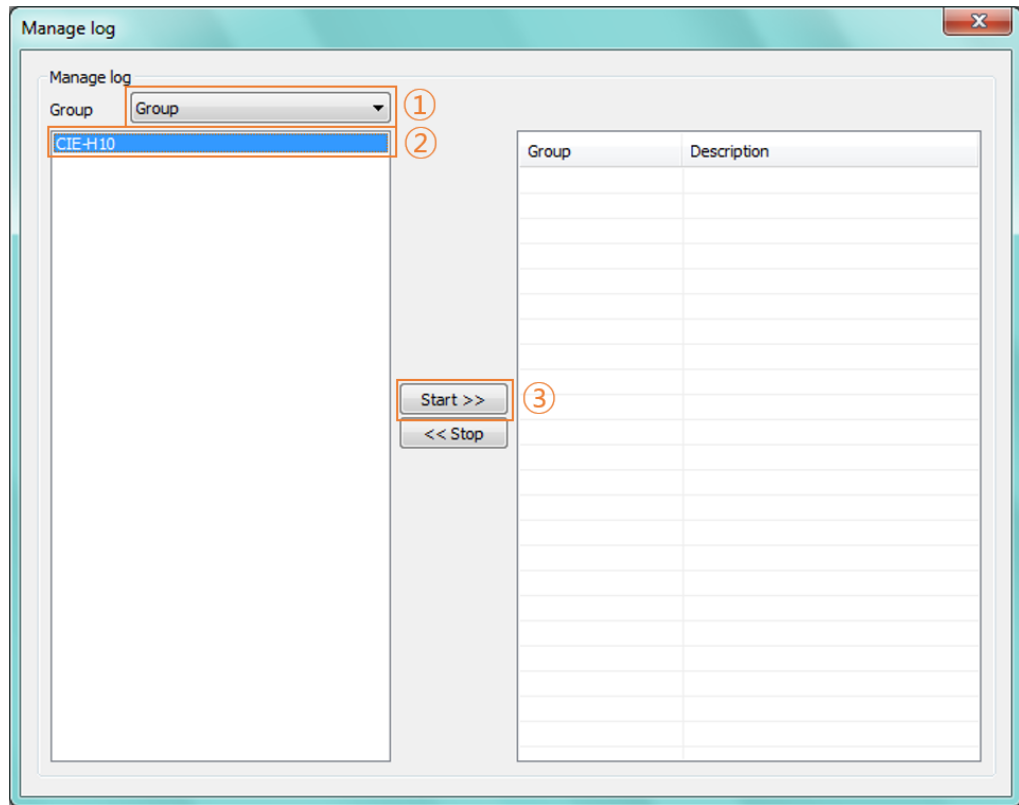 Manage log
Manage log
Group Group ①
CIE-H10 ②
Group Description
Start >> ③
<< Stop